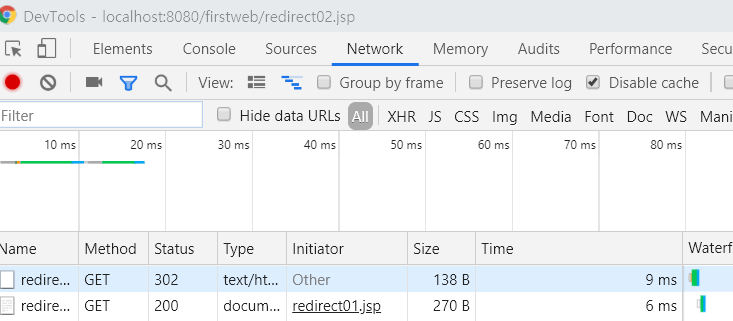 DevTools - localhost:8080/firstweb/redirect02.jsp
Elements Console Sources Network Memory Audits Performance Secu
View: Group by frame Preserve log Disable cache
Filter Hide data URLs All XHR JS CSS Img Media Font Doc WS Mani
10 ms 20 ms 30 ms 40 ms 50 ms 60 ms 70 ms 80 ms
Name Method Status Type Initiator Size Time Waterf
redire... GET 302 text/ht... Other 138 B 9 ms
redire... GET 200 docum... redirect01.jsp 270 B 6 ms